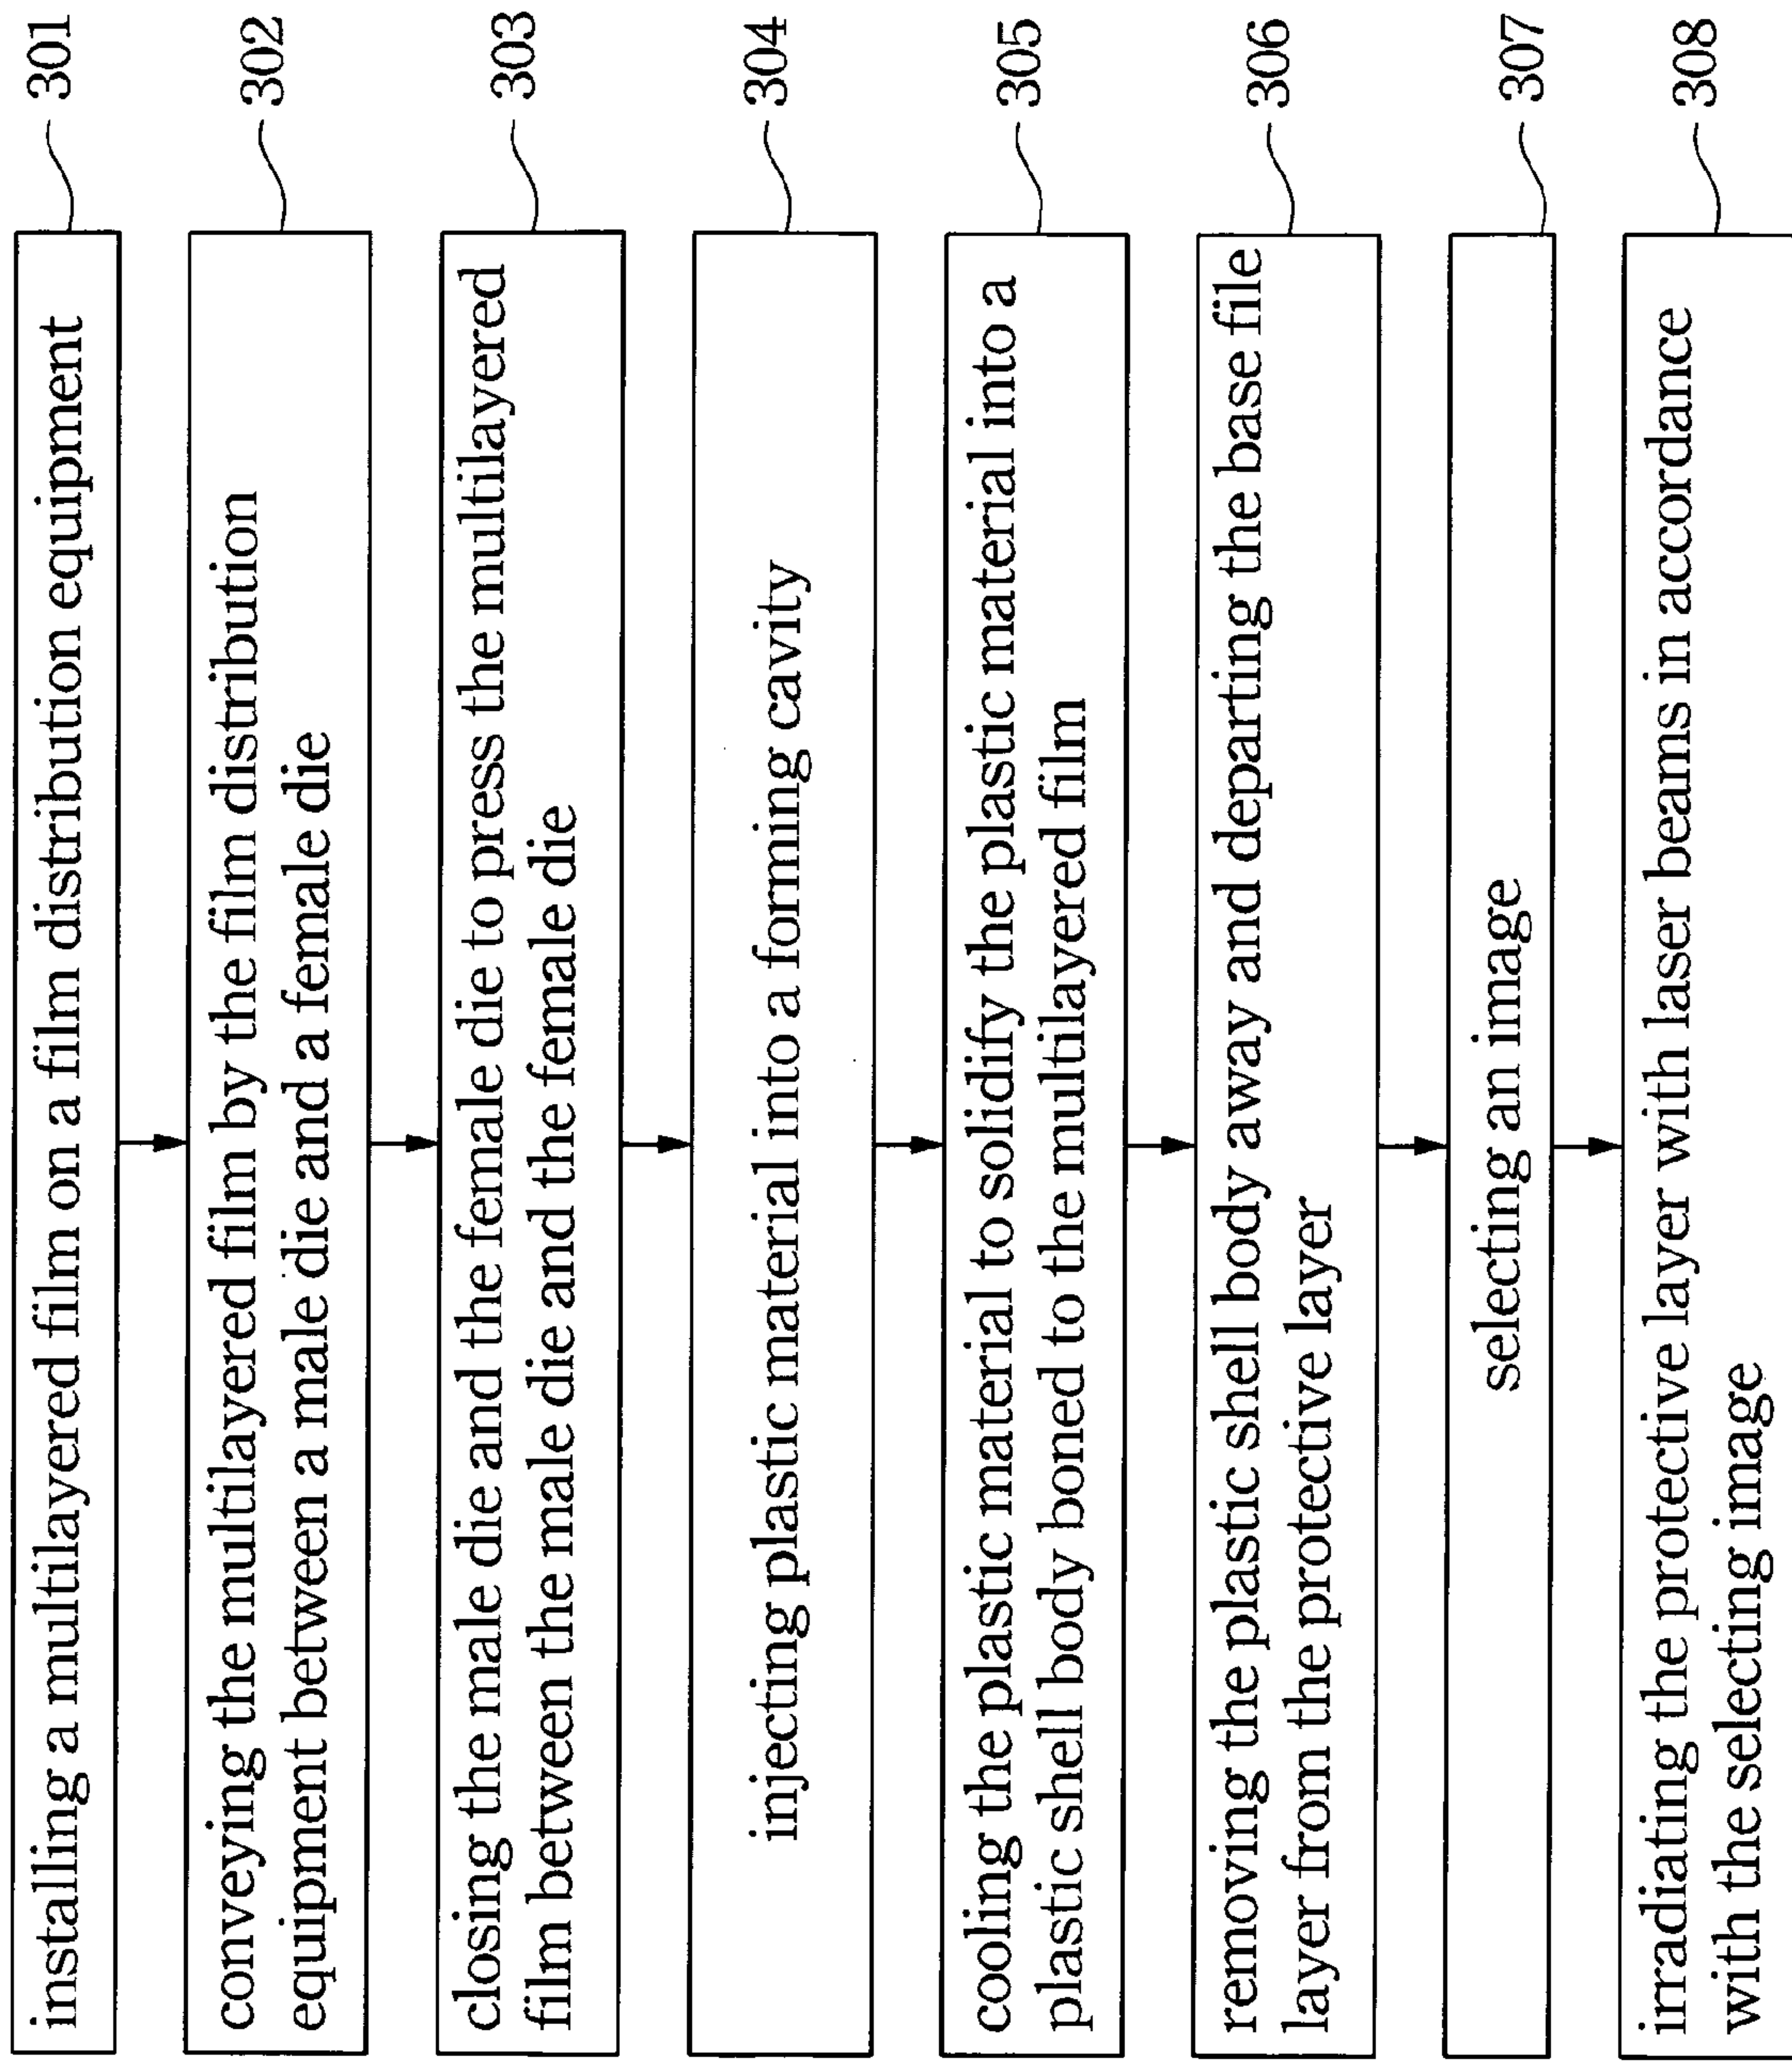 installing a multilayered film on a film distribution equipment
301
conveying the multilayered film by the film distribution
equipment between a male die and a female die
302
closing the male die and the female die to press the multilayered
film between the male die and the female die
303
injecting plastic material into a forming cavity
304
cooling the plastic material to solidify the plastic material into a
plastic shell body boned to the multilayered film
305
removing the plastic shell body away and departing the base file
layer from the protective layer
306
selecting an image
307
irradiating the protective layer with laser beams in accordance
with the selecting image
308